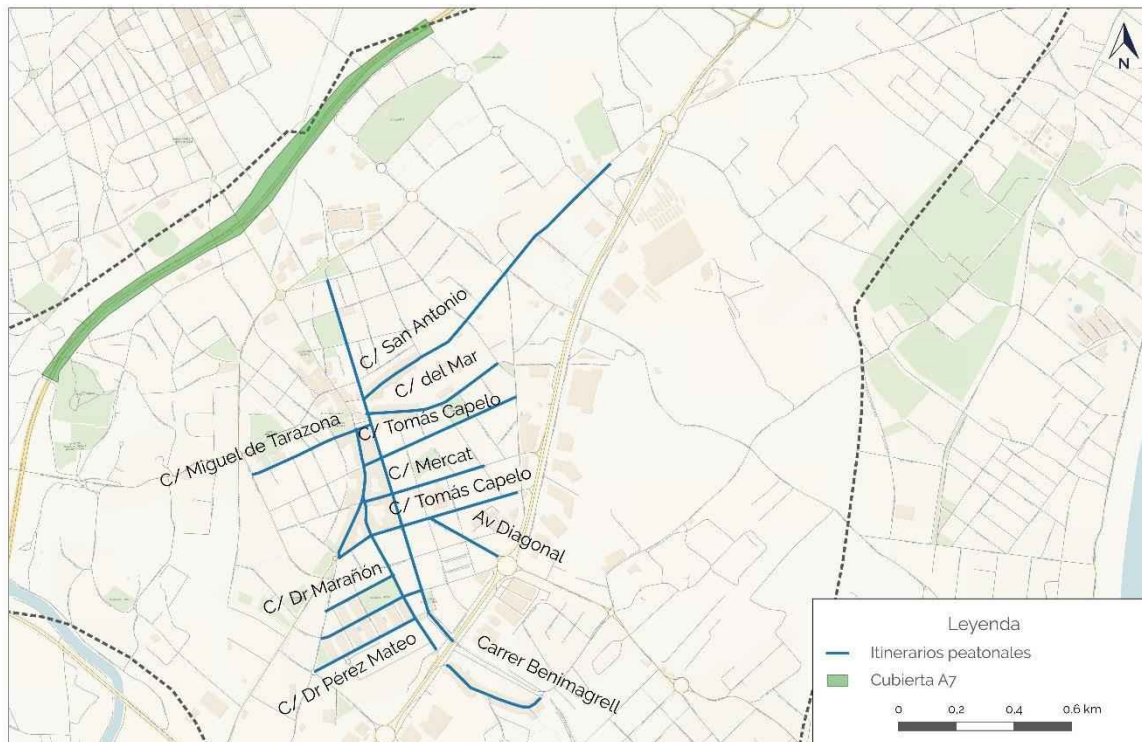 N
C/ San Antonio
C/ del Mar
C/ Tomás Capelo
C/ Miguel de Tarazona
C/ Mercat
C/ Tomás Capelo
Av Diagonal
C/ Dr Marañón
C/ Dr Pérez Mateo
Carrer Benimagrell
Leyenda
Itinerarios peatonales
Cubierta A7
0 0,2 0,4 0,6 km